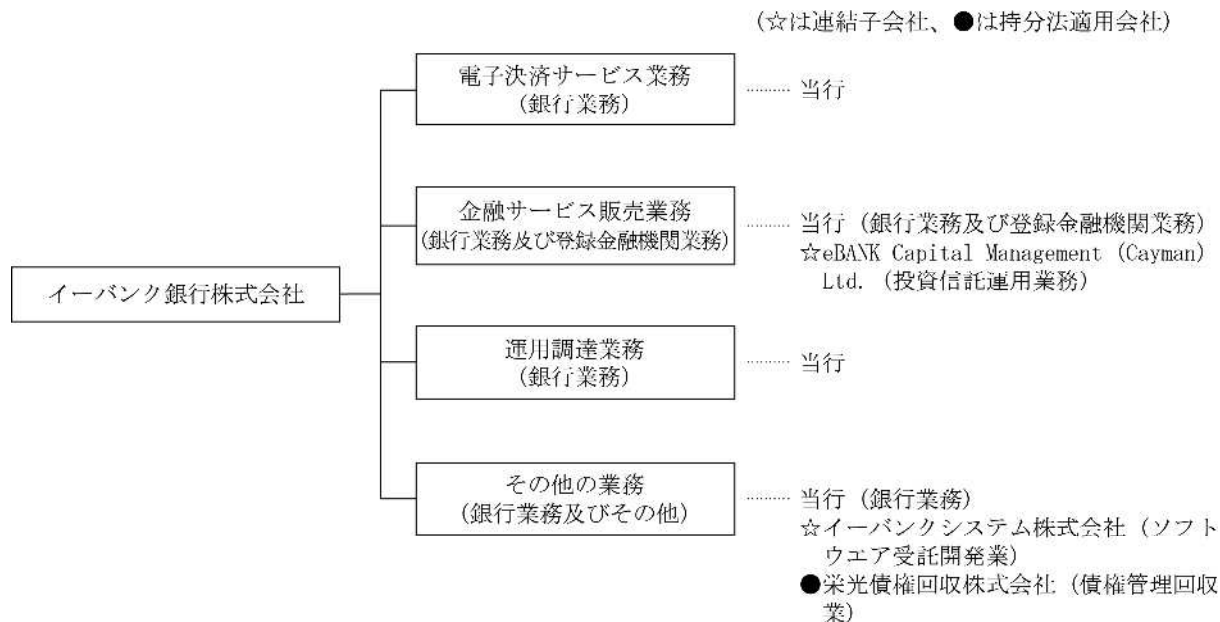 (☆は連結子会社、●は持分法適用会社)
電子決済サービス業務
(銀行業務)
……… 当行
金融サービス販売業務
(銀行業務及び登録金融機関業務)
……… 当行 (銀行業務及び登録金融機関業務)
☆eBANK Capital Management (Cayman)
Ltd. (投資信託運用業務)
イーバンク銀行株式会社
運用調達業務
(銀行業務)
……… 当行
その他の業務
(銀行業務及びその他)
……… 当行 (銀行業務)
☆イーバンクシステム株式会社 (ソフト
ウエア受託開発業)
●栄光債権回収株式会社 (債権管理回収
業)